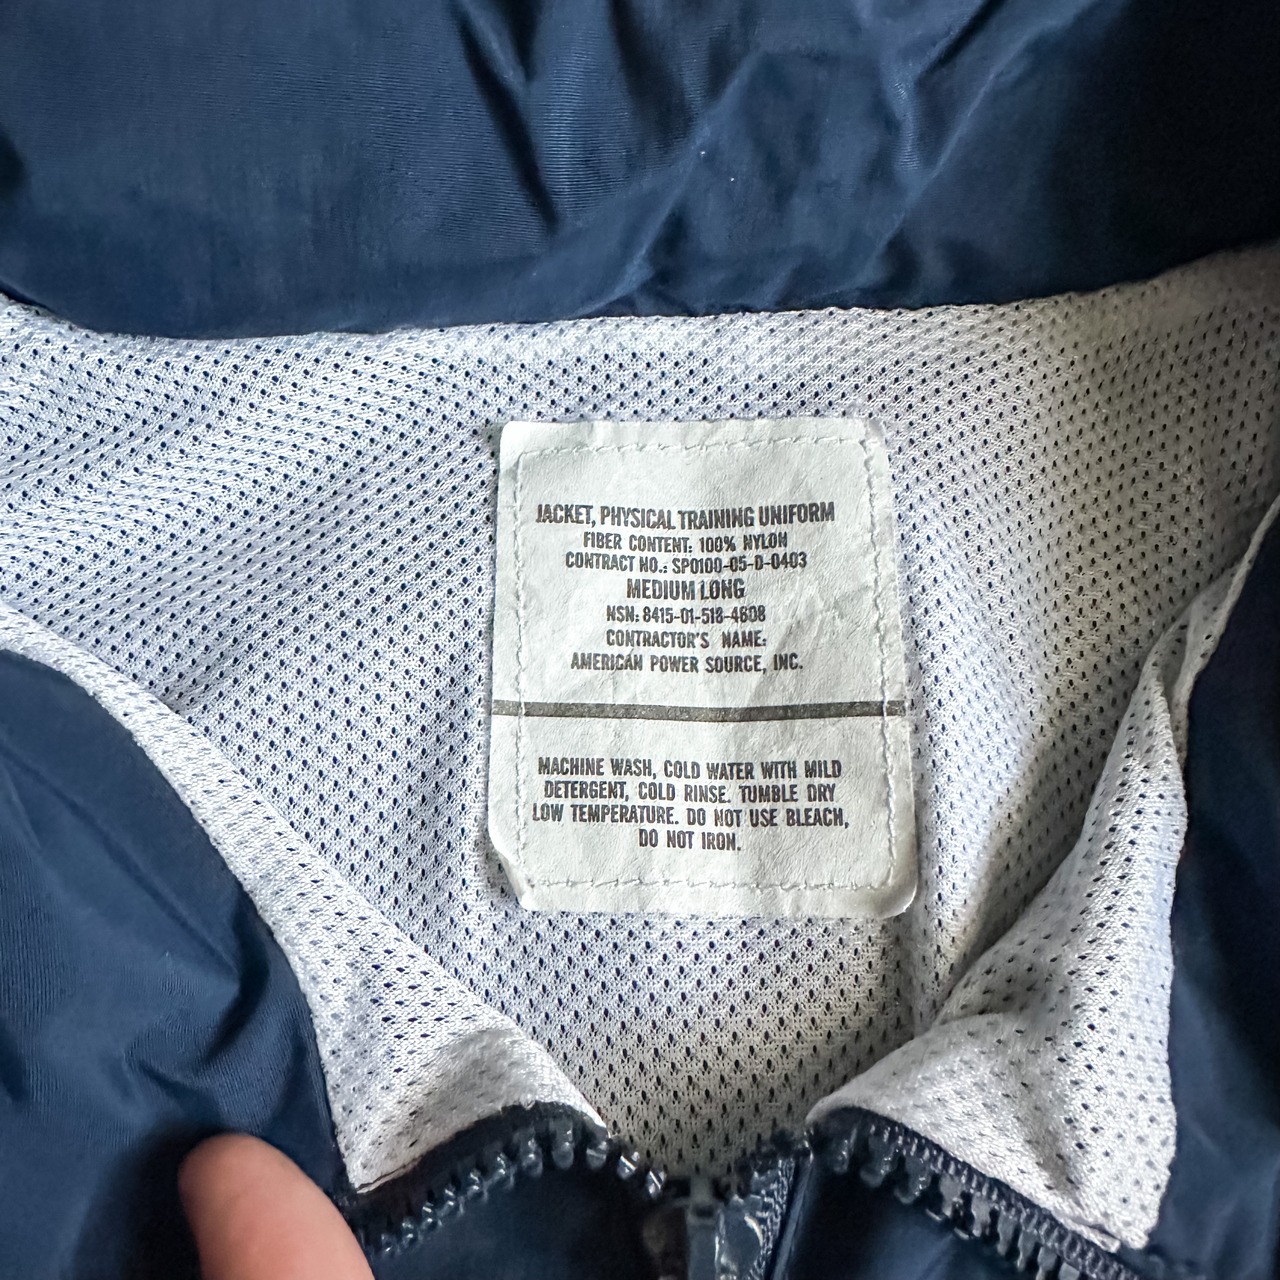 JACKET, PHYSICAL TRAINING UNIFORM
FIBER CONTENT: 100% NYLON
CONTRACT NO.: SPO100-05-D-0403
MEDIUM LONG
NSN: 8415-01-518-4608
CONTRACTOR'S NAME:
AMERICAN POWER SOURCE, INC.
MACHINE WASH, COLD WATER WITH MILD
DETERGENT, COLD RINSE. TUMBLE DRY
LOW TEMPERATURE. DO NOT USE BLEACH,
DO NOT IRON.